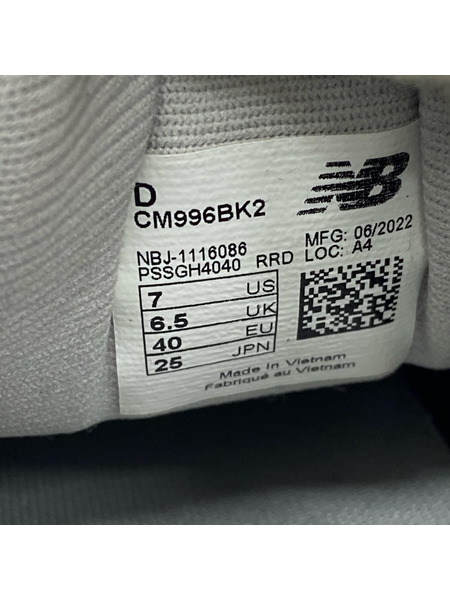 D
CM996BK2
NB
NBJ-1116086
PSSGH4040 RRD
MFG: 06/2022
LOC: A4
7 US
6.5 UK
40 EU
25 JPN
Made In Vietnam
Fabriqué au Vietnam